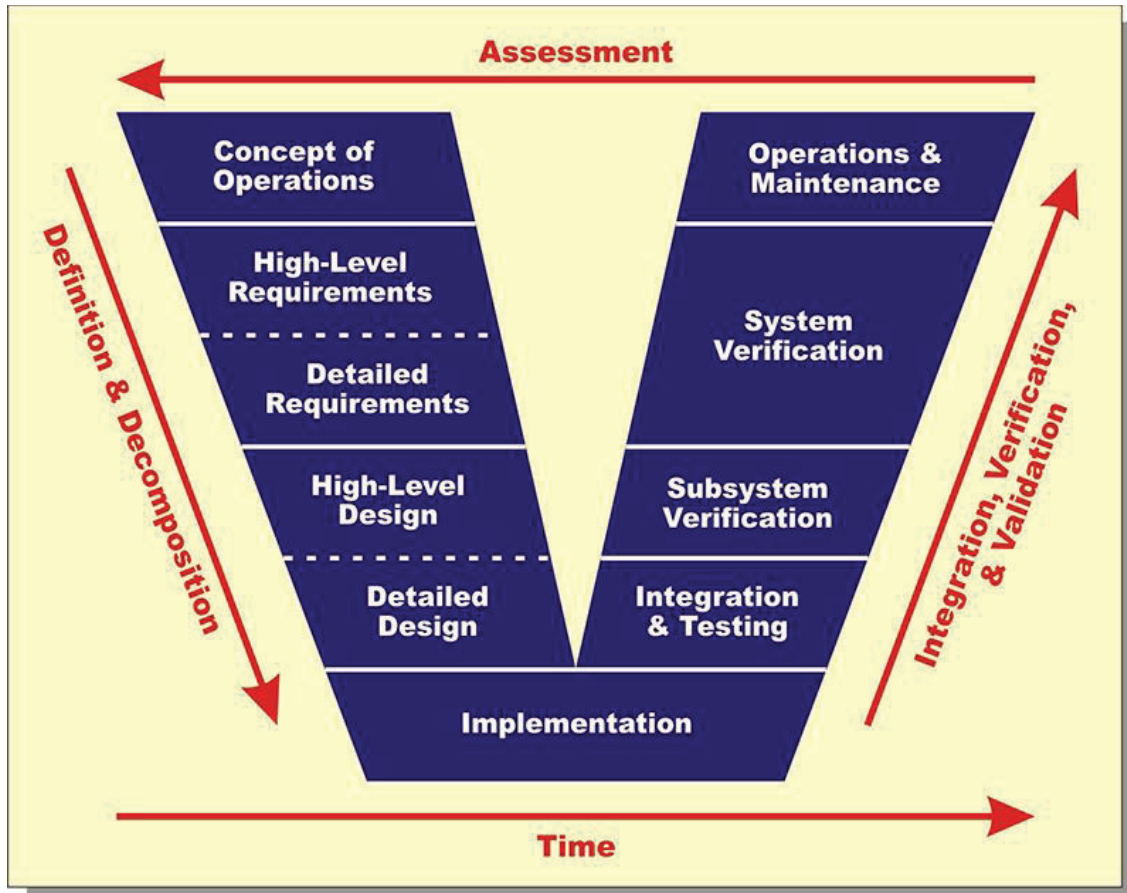 Assessment
Concept of
Operations
High-Level
Requirements
Detailed
Requirements
High-Level
Design
Detailed
Design
Implementation
Operations &
Maintenance
System
Verification
Subsystem
Verification
Integration
& Testing
Definition & Decomposition
Integration, Verification,
& Validation
Time